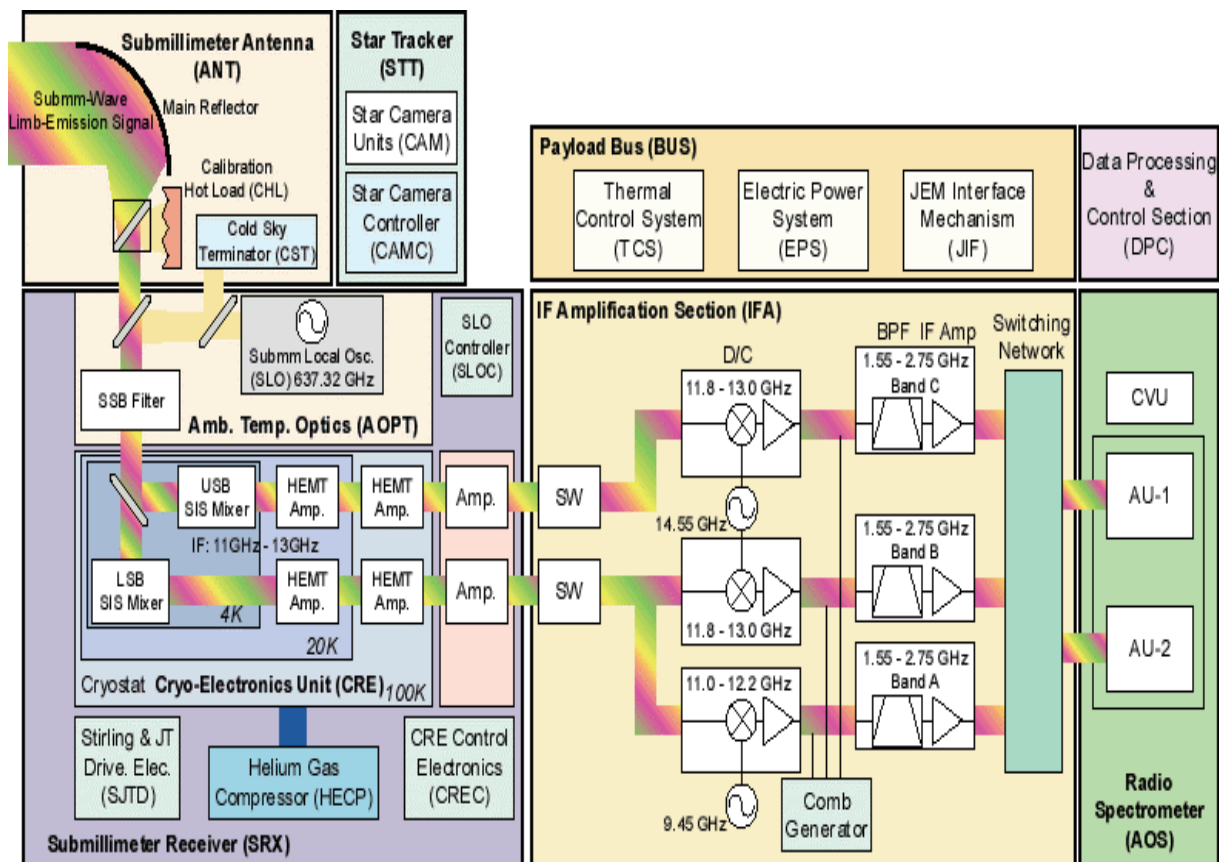 Submillimeter Antenna
(ANT)
Submm-Wave
Limb-Emission Signal
Main Reflector
Calibration
Hot Load (CHL)
Cold Sky
Terminator (CST)
Star Tracker
(STT)
Star Camera
Units (CAM)
Star Camera
Controller
(CAMC)
Payload Bus (BUS)
Thermal
Control System
(TCS)
Electric Power
System
(EPS)
JEM Interface
Mechanism
(JIF)
Data Processing
&
Control Section
(DPC)
Submm Local Osc.
(SLO) 637.32 GHz
SLO
Controller
(SLOC)
SSB Filter
Amb. Temp. Optics (AOPT)
USB
SIS Mixer
HEMT
Amp.
HEMT
Amp.
Amp.
SW
IF: 11GHz - 13GHz
LSB
SIS Mixer
HEMT
Amp.
HEMT
Amp.
Amp.
SW
4K
20K
Cryostat Cryo-Electronics Unit (CRE)
100K
Stirling & JT
Drive. Elec.
(SJTD)
Helium Gas
Compressor (HECP)
CRE Control
Electronics
(CREC)
Submillimeter Receiver (SRX)
IF Amplification Section (IFA)
D/C
BPF IF Amp
Switching
Network
11.8 - 13.0 GHz
1.55 - 2.75 GHz
Band C
14.55 GHz
11.8 - 13.0 GHz
1.55 - 2.75 GHz
Band B
11.0 - 12.2 GHz
1.55 - 2.75 GHz
Band A
9.45 GHz
Comb
Generator
CVU
AU-1
AU-2
Radio
Spectrometer
(AOS)